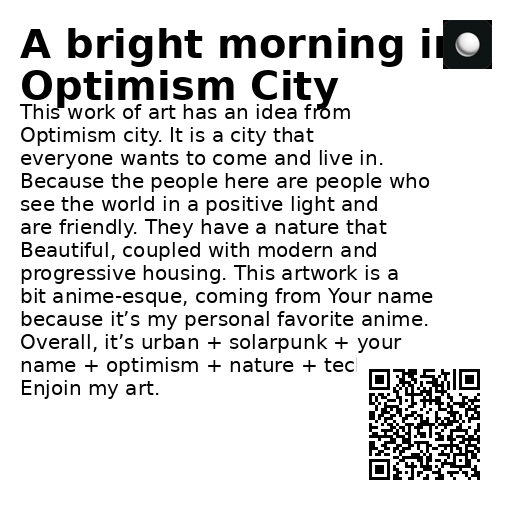 A bright morning in
Optimism City
This work of art has an idea from
Optimism city. It is a city that
everyone wants to come and live in.
Because the people here are people who
see the world in a positive light and
are friendly. They have a nature that
Beautiful, coupled with modern and
progressive housing. This artwork is a
bit anime-esque, coming from Your name
because it’s my personal favorite anime.
Overall, it’s urban + solarpunk + your
name + optimism + nature +
Enjoin my art.